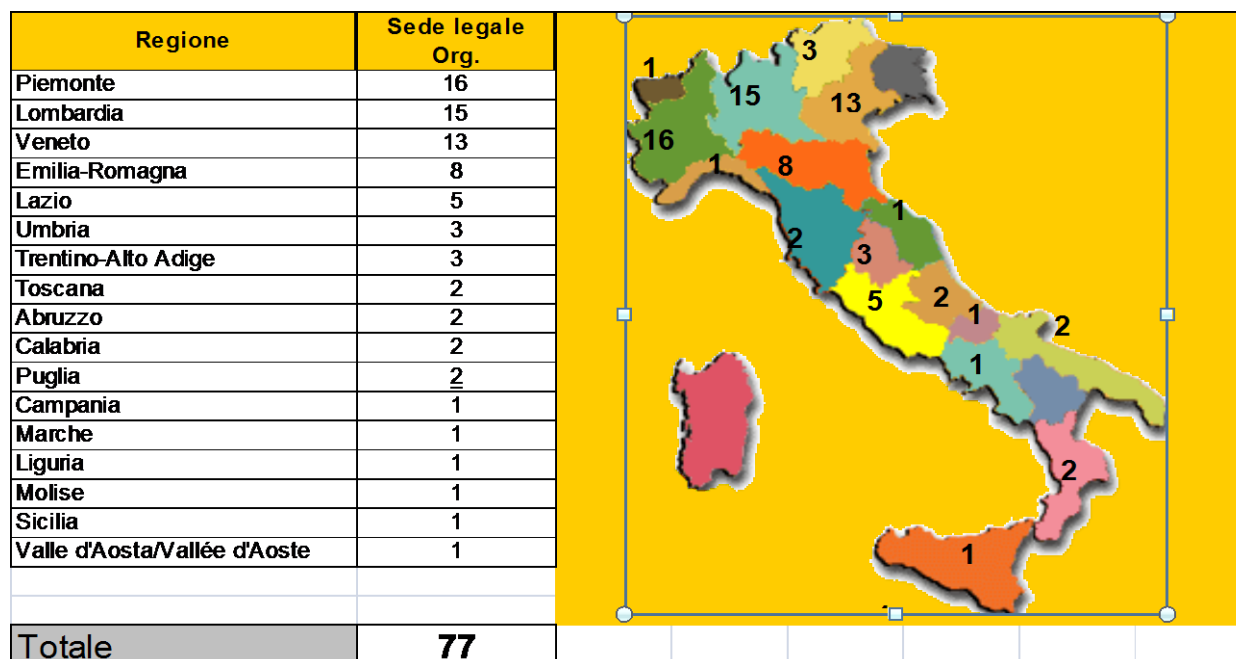 Regione Sede legale Org.
Piemonte 16
Lombardia 15
Veneto 13
Emilia-Romagna 8
Lazio 5
Umbria 3
Trentino-Alto Adige 3
Toscana 2
Abruzzo 2
Calabria 2
Puglia 2
Campania 1
Marche 1
Liguria 1
Molise 1
Sicilia 1
Valle d'Aosta/Vallée d'Aoste 1
Totale 77
3
1
15
13
16
1
8
1
2
3
5
2
1
2
1
2
1